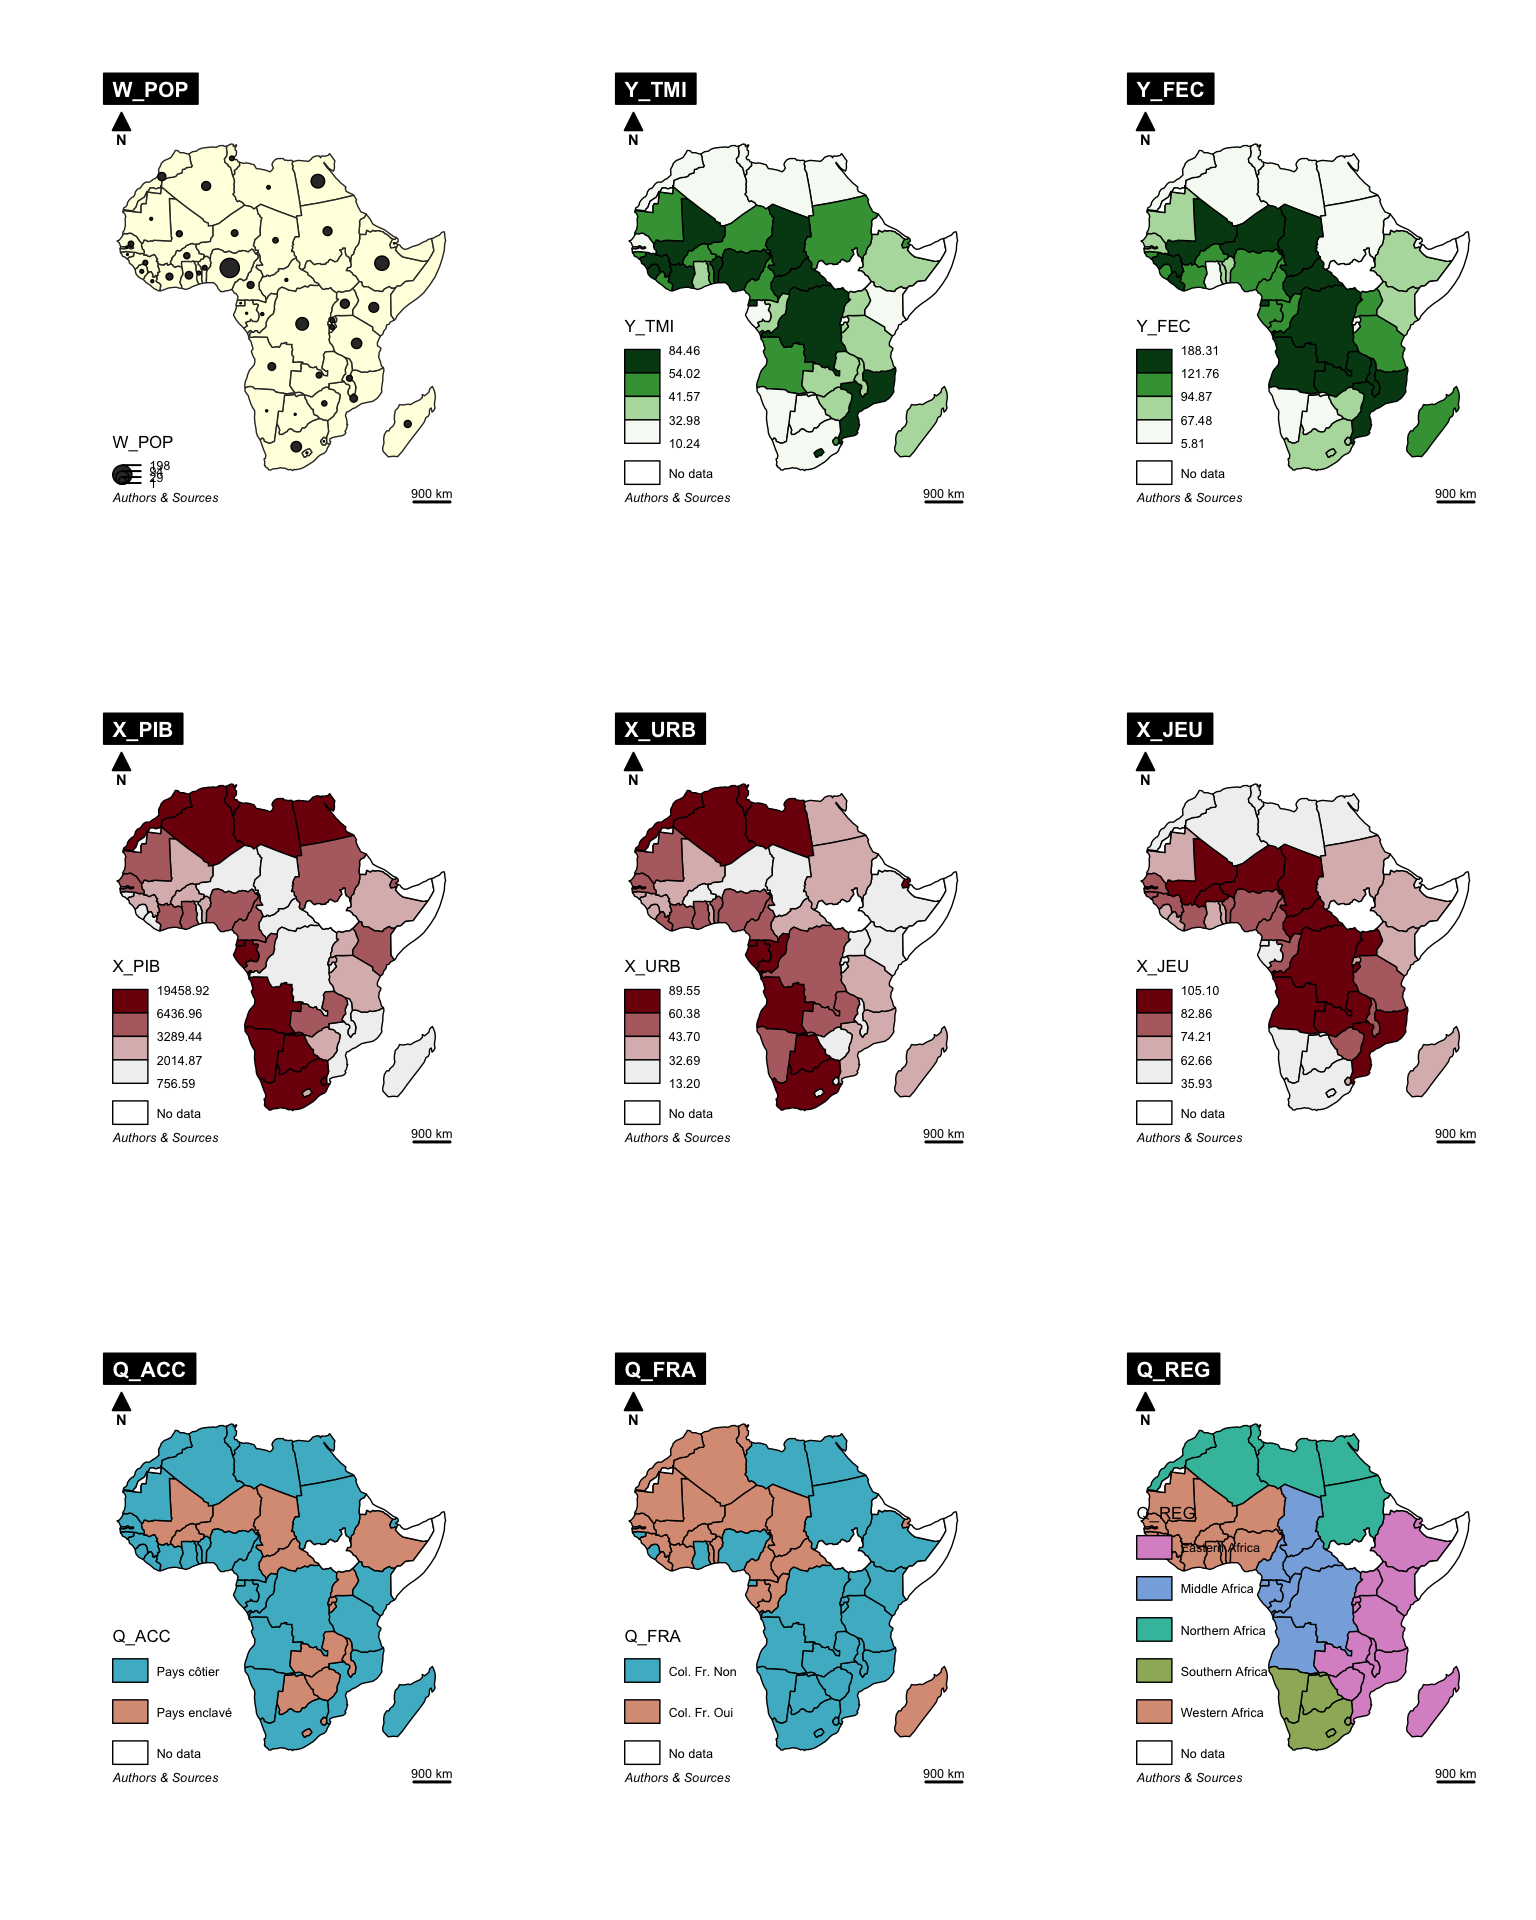 W_POP
N
W_POP
198
29
1
Authors & Sources
900 km
Y_TMI
N
Y_TMI
84.46
54.02
41.57
32.98
10.24
No data
Authors & Sources
900 km
Y_FEC
N
Y_FEC
188.31
121.76
94.87
67.48
5.81
No data
Authors & Sources
900 km
X_PIB
N
X_PIB
19458.92
6436.96
3289.44
2014.87
756.59
No data
Authors & Sources
900 km
X_URB
N
X_URB
89.55
60.38
43.70
32.69
13.20
No data
Authors & Sources
900 km
X_JEU
N
X_JEU
105.10
82.86
74.21
62.66
35.93
No data
Authors & Sources
900 km
Q_ACC
N
Q_ACC
Pays côtier
Pays enclavé
No data
Authors & Sources
900 km
Q_FRA
N
Q_FRA
Col. Fr. Non
Col. Fr. Oui
No data
Authors & Sources
900 km
Q_REG
N
Q_REG
Eastern Africa
Middle Africa
Northern Africa
Southern Africa
Western Africa
No data
Authors & Sources
900 km